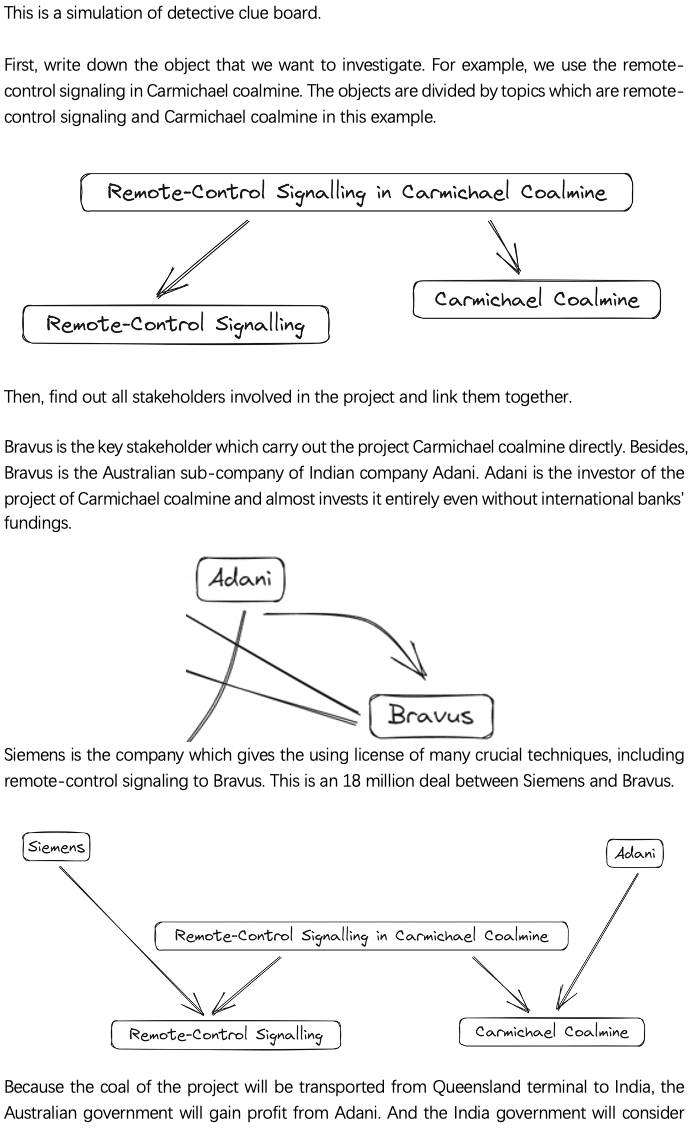 This is a simulation of detective clue board.
First, write down the object that we want to investigate. For example, we use the remote-
control signaling in Carmichael coalmine. The objects are divided by topics which are remote-
control signaling and Carmichael coalmine in this example.
Remote-Control Signalling in Carmichael Coalmine
Carmichael Coalmine
Remote-Control Signalling
Then, find out all stakeholders involved in the project and link them together.
Bravus is the key stakeholder which carry out the project Carmichael coalmine directly. Besides,
Bravus is the Australian sub-company of Indian company Adani. Adani is the investor of the
project of Carmichael coalmine and almost invests it entirely even without international banks'
fundings.
Adani
Bravus
Siemens is the company which gives the using license of many crucial techniques, including
remote-control signaling to Bravus. This is an 18 million deal between Siemens and Bravus.
Siemens
Adani
Remote-Control Signalling in Carmichael Coalmine
Remote-Control Signalling
Carmichael Coalmine
Because the coal of the project will be transported from Queensland terminal to India, the
Australian government will gain profit from Adani. And the India government will consider